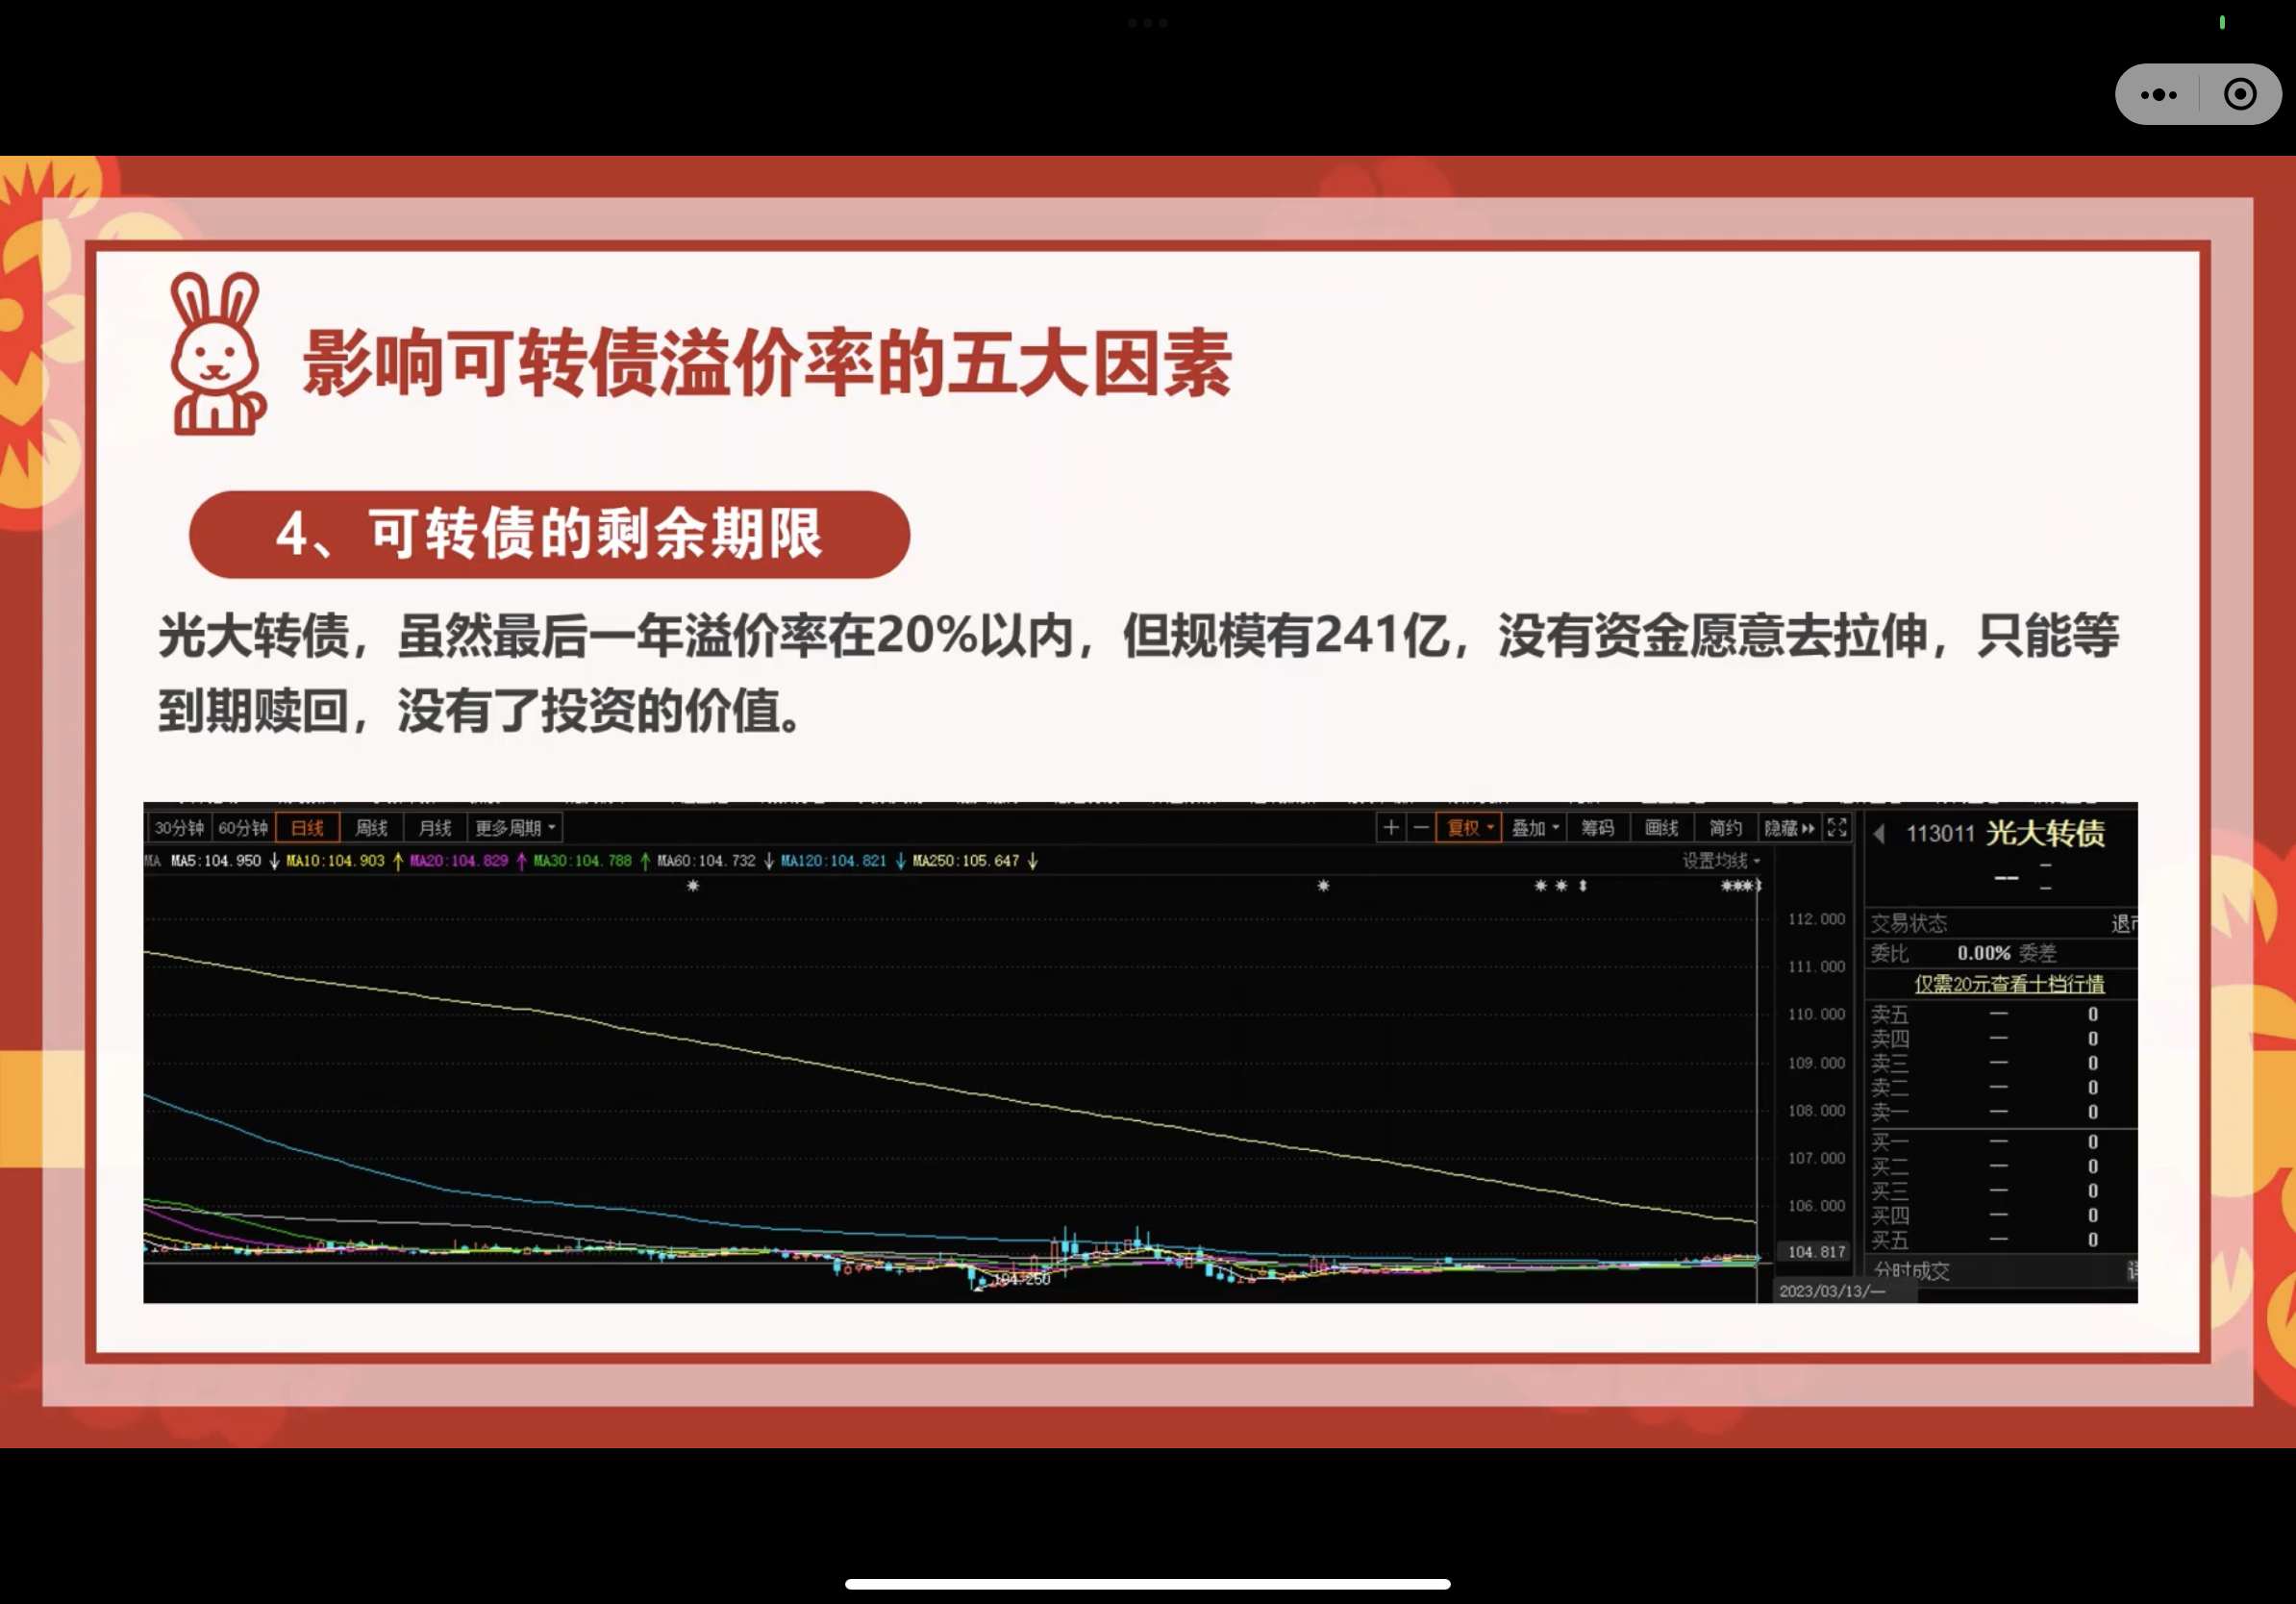 影响可转债溢价率的五大因素
4、可转债的剩余期限
光大转债，虽然最后一年溢价率在20%以内，但规模有241亿，没有资金愿意去拉伸，只能等
到期赎回，没有了投资的价值。
30分钟 60分钟 日线 周线 月线 更多周期 + － 复权 叠加 筹码 画线 简约 隐藏
113011 光大转债
MA MA5:104.950 ↓ MA10:104.903 ↑ MA20:104.829 ↑ MA30:104.788 ↑ MA60:104.732 ↓ MA120:104.821 ↓ MA250:105.647 ↓
设置均线
112.000
111.000
110.000
109.000
108.000
107.000
106.000
104.817
104.250
2023/03/13/一
交易状态
委比 0.00% 委差
仅需20元查看十档行情
卖五 — 0
卖四 — 0
卖三 — 0
卖二 — 0
卖一 — 0
买一 — 0
买二 — 0
买三 — 0
买四 — 0
买五 — 0
分时成交